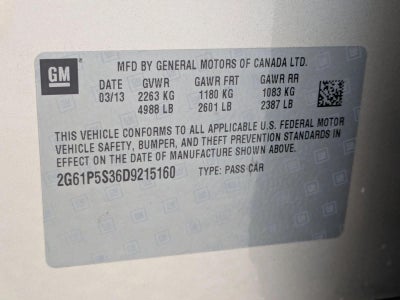 GM
MFD BY GENERAL MOTORS OF CANADA LTD.
DATE GVWR GAWR FRT GAWR RR
03/13 2263 KG 1180 KG 1083 KG
4988 LB 2601 LB 2387 LB
THIS VEHICLE CONFORMS TO ALL APPLICABLE U.S. FEDERAL MOTOR
VEHICLE SAFETY, BUMPER, AND THEFT PREVENTION STANDARDS IN
EFFECT ON THE DATE OF MANUFACTURE SHOWN ABOVE.
2G61P5S36D9215160 TYPE: PASS CAR